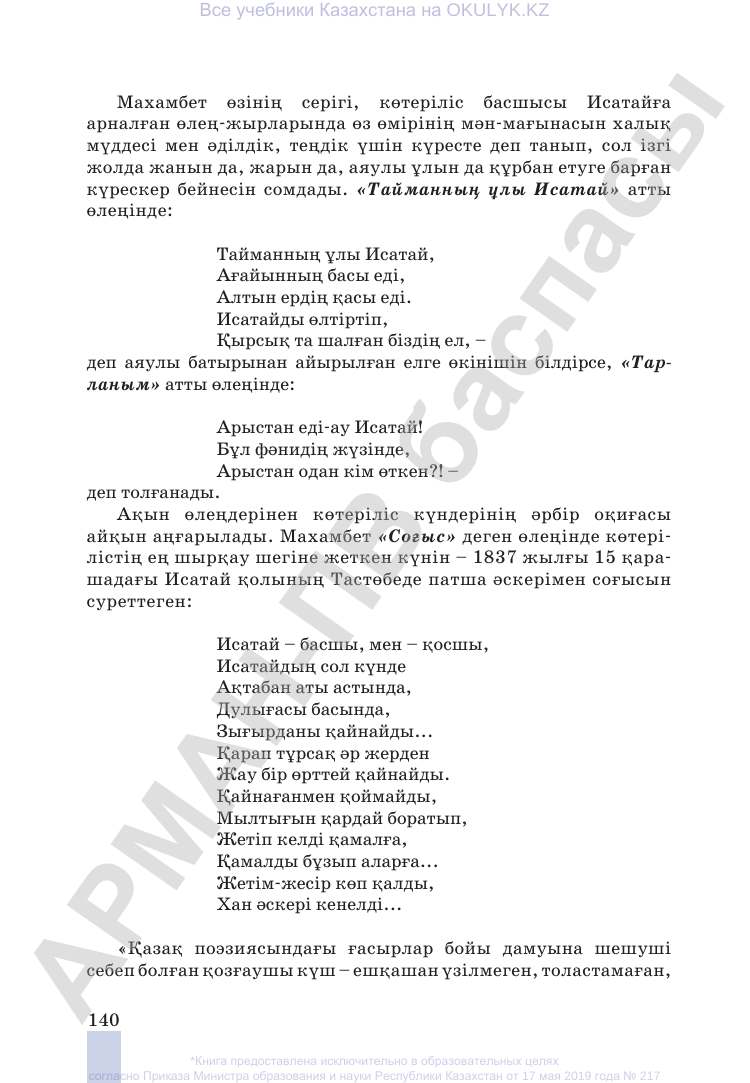 Все учебники Казахстана на OKULYK.KZ
Махамбет өзінің серігі, көтеріліс басшысы Исатайға
арналған өлең-жырларында өз өмірінің мән-мағынасын халық
мүддесі мен әділдік, теңдік үшін күресте деп танып, сол ізгі
жолда жанын да, жарын да, аяулы ұлын да құрбан етуге барған
күрескер бейнесін сомдады. «Тайманның ұлы Исатай» атты
өлеңінде:
Тайманның ұлы Исатай,
Ағайынның басы еді,
Алтын ердің қасы еді.
Исатайды өлтіртіп,
Қырсық та шалған біздің ел, –
деп аяулы батырынан айырылған елге өкінішін білдірсе, «Тар-
ланым» атты өлеңінде:
Арыстан еді-ау Исатай!
Бұл фәнидің жүзінде,
Арыстан одан кім өткен?! –
деп толғанады.
Ақын өлеңдерінен көтеріліс күндерінің әрбір оқиғасы
айқын аңғарылады. Махамбет «Соғыс» деген өлеңінде көтері-
лістің ең шырқау шегіне жеткен күнін – 1837 жылғы 15 қара-
шадағы Исатай қолының Тастөбеде патша әскерімен соғысын
суреттеген:
Исатай – басшы, мен – қосшы,
Исатайдың сол күнде
Ақтабан аты астында,
Дулығасы басында,
Зығырданы қайнайды...
Қарап тұрсақ әр жерден
Жау бір өрттей қайнайды.
Қайнағанмен қоймайды,
Мылтығын қардай боратып,
Жетіп келді қамалға,
Қамалды бұзып аларға...
Жетім-жесір көп қалды,
Хан әскері кенелді...
«Қазақ поэзиясындағы ғасырлар бойы дамуына шешуші
себеп болған қозғаушы күш – ешқашан үзілмеген, толастамаған,
140
*Книга предоставлена исключительно в образовательных целях
согласно Приказа Министра образования и науки Республики Казахстан от 17 мая 2019 года № 217
АРМАН-ПВ баспасы